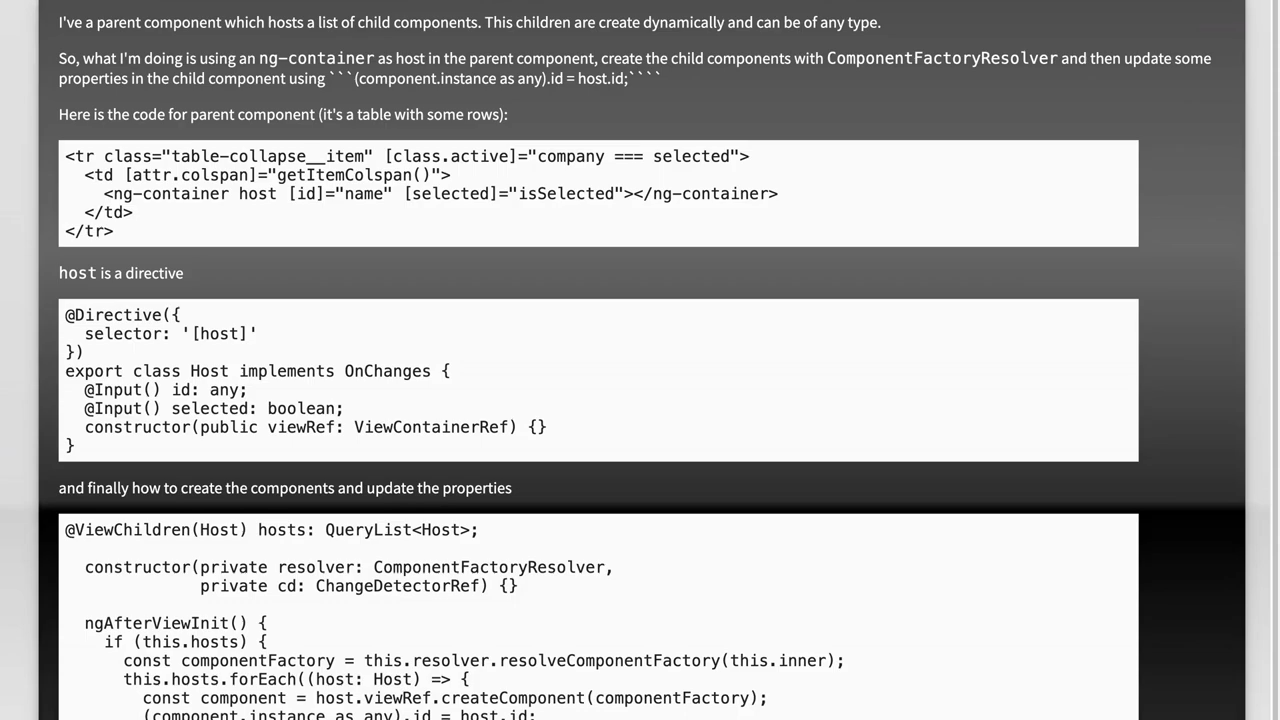 I've a parent component which hosts a list of child components. This children are create dynamically and can be of any type.
So, what I'm doing is using an ng-container as host in the parent component, create the child components with ComponentFactoryResolver and then update some
properties in the child component using ```(component.instance as any).id = host.id;````
Here is the code for parent component (it's a table with some rows):
<tr class="table-collapse__item" [class.active]="company === selected">
  <td [attr.colspan]="getItemColspan()">
    <ng-container host [id]="name" [selected]="isSelected"></ng-container>
  </td>
</tr>
host is a directive
@Directive({
  selector: '[host]'
})
export class Host implements OnChanges {
  @Input() id: any;
  @Input() selected: boolean;
  constructor(public viewRef: ViewContainerRef) {}
}
and finally how to create the components and update the properties
@ViewChildren(Host) hosts: QueryList<Host>;
  constructor(private resolver: ComponentFactoryResolver,
              private cd: ChangeDetectorRef) {}
  ngAfterViewInit() {
    if (this.hosts) {
      const componentFactory = this.resolver.resolveComponentFactory(this.inner);
      this.hosts.forEach((host: Host) => {
        const component = host.viewRef.createComponent(componentFactory);
        (component.instance as any).id = host.id;